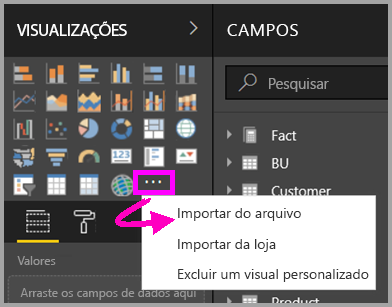 VISUALIZAÇÕES
CAMPOS
Pesquisar
Fact
BU
Customer
123
Importar do arquivo
Importar da loja
Excluir um visual personalizado
Valores
Arraste os campos de dados aqui
Product